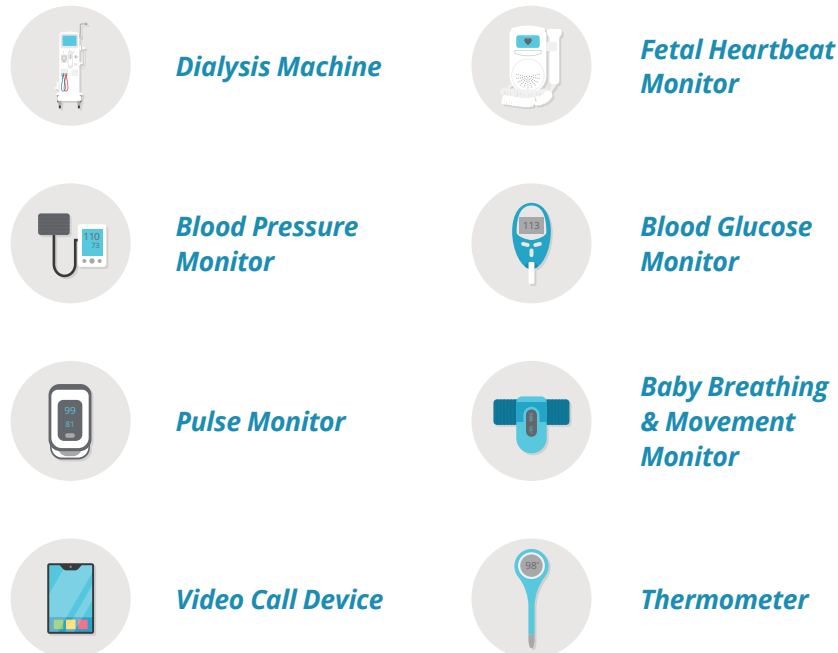 Dialysis Machine
Fetal Heartbeat
Monitor
110
73
Blood Pressure
Monitor
113
Blood Glucose
Monitor
99
81
Pulse Monitor
Baby Breathing
& Movement
Monitor
Video Call Device
98°
Thermometer